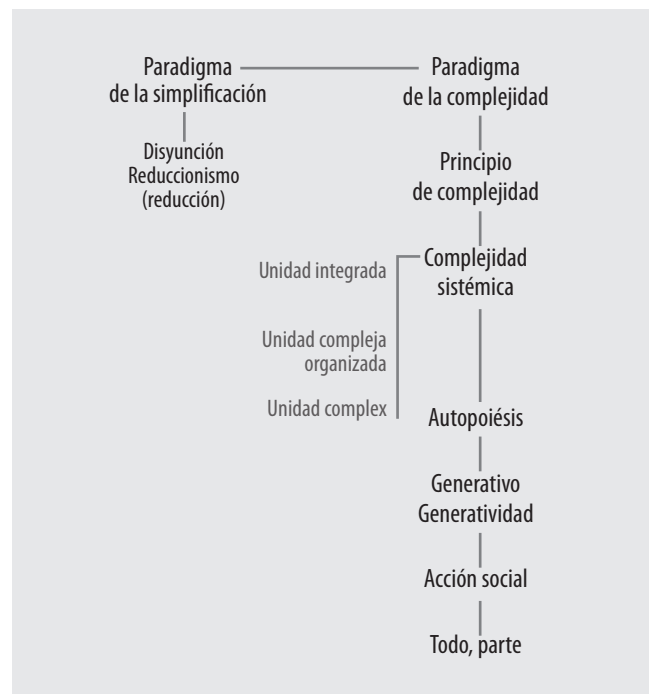 Paradigma
de la simplificación
Paradigma
de la complejidad
Disyunción
Reduccionismo
(reducción)
Principio
de complejidad
Complejidad
sistémica
Unidad integrada
Unidad compleja
organizada
Unidad complex
Autopoiésis
Generativo
Generatividad
Acción social
Todo, parte